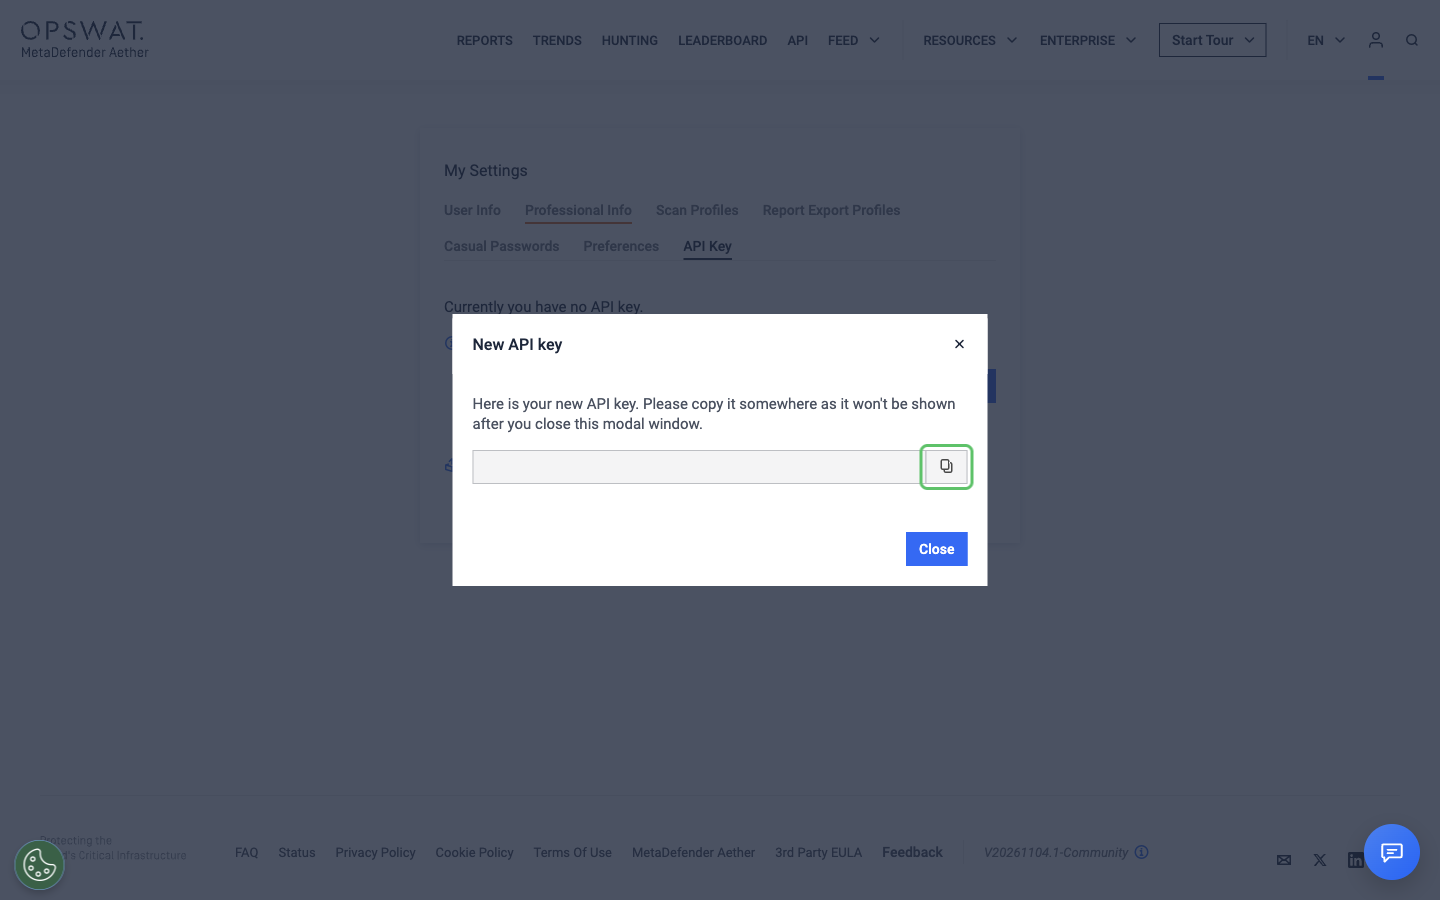 OPSWAT.
MetaDefender Aether
REPORTS TRENDS HUNTING LEADERBOARD API FEED RESOURCES ENTERPRISE Start Tour EN
My Settings
User Info Professional Info Scan Profiles Report Export Profiles
Casual Passwords Preferences API Key
Currently you have no API key.
New API key
Here is your new API key. Please copy it somewhere as it won't be shown
after you close this modal window.
Close
Protecting the
Critical Infrastructure
FAQ Status Privacy Policy Cookie Policy Terms Of Use MetaDefender Aether 3rd Party EULA Feedback V20261104.1-Community